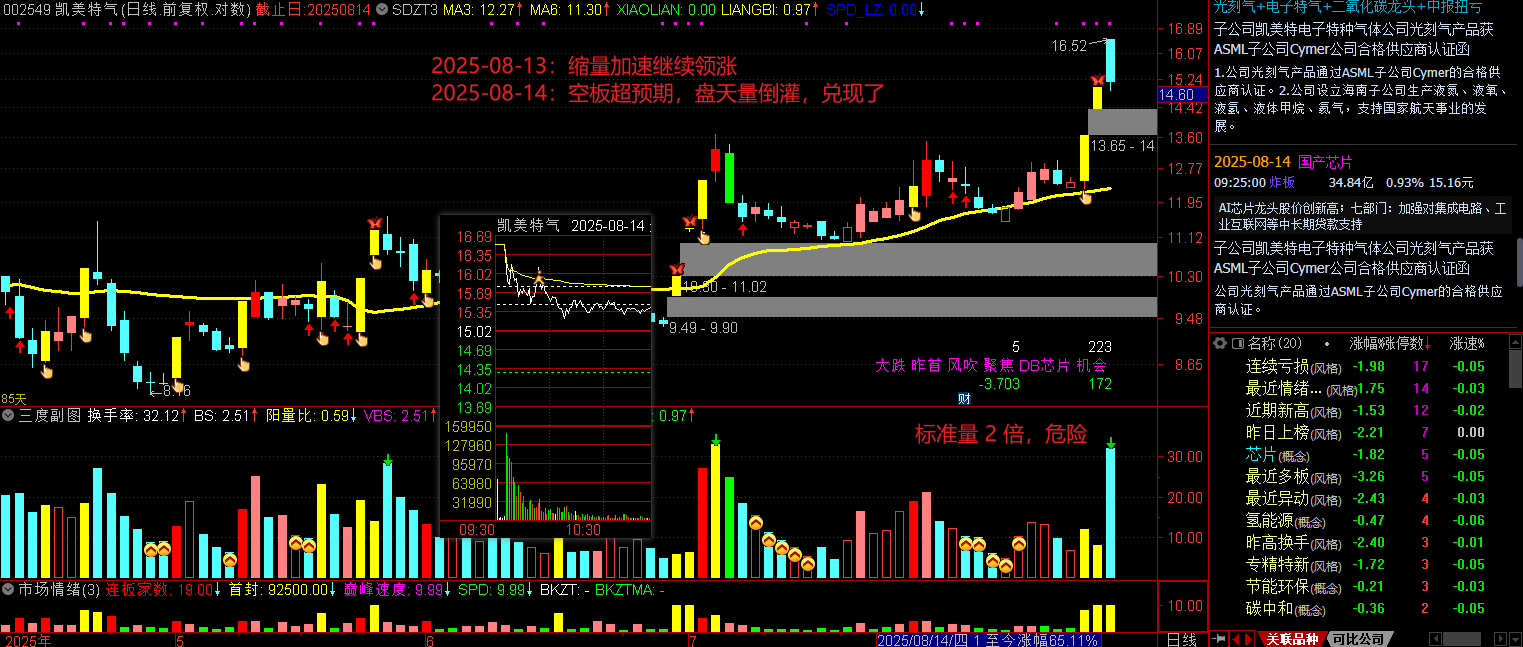 002549 凯美特气(日线.前复权.对数) 截止日:20250814 SDZT3 MA3: 12.27↑ MA6: 11.30↑ XIAOLIAN: 0.00 LIANGBI: 0.97↑ SPD_LZ: 0.00↓
2025-08-13：缩量加速继续领涨
2025-08-14：空板超预期，盘天量倒灌，兑现了
16.52
16.89
16.07
15.24
14.60
14.42
13.60
12.77
11.95
11.12
10.30
9.48
8.65
13.65 - 14
10.50 - 11.02
9.49 - 9.90
←8.16
85天
5 223
大跌 昨首 风吹 聚焦 DB芯片 机会
-3.703 172
财
凯美特气 2025-08-14
16.69
16.35
16.02
15.69
15.35
15.02
14.69
14.35
14.02
13.69
159950
127960
95970
63980
31990
09:30 10:30
三度副图 换手率: 32.12↑ BS: 2.51↑ 阳量比: 0.59↓ VBS: 2.51↑ 0.97↑
标准量 2 倍，危险
30.00
20.00
10.00
市场情绪(3) 连板家数: 19.00↓ 首封: 92500.00↓ 巅峰速度: 9.99↓ SPD: 9.99↓ BKZT: - BKZTMA: -
10.00
2025年 5 6 7 2025/08/14/四 1 至今涨幅65.11% 日线
光刻气+电子特气+二氧化碳龙头+中报扭亏
子公司凯美特电子特种气体公司光刻气产品获
ASML子公司Cymer公司合格供应商认证函
1.公司光刻气产品通过ASML子公司Cymer的合格供
应商认证。2.公司设立海南子公司生产液氮、液氧、
液氢、液体甲烷、氦气，支持国家航天事业的发
展。
2025-08-14 国产芯片
09:25:00 炸板 34.84亿 0.93% 15.16元
AI芯片龙头股价创新高；七部门：加强对集成电路、工
业互联网等中长期贷款支持
子公司凯美特电子特种气体公司光刻气产品获
ASML子公司Cymer公司合格供应商认证函
公司光刻气产品通过ASML子公司Cymer的合格供应
商认证。
名称(20) • 涨幅%涨停数↓ 涨速%
连续亏损(风格) -1.98 17 -0.05
最近情绪...(风格)1.75 14 -0.03
近期新高(风格) -1.53 12 -0.02
昨日上榜(风格) -2.21 7 0.00
芯片(概念) -1.82 5 -0.05
最近多板(风格) -3.26 5 -0.05
最近异动(风格) -2.43 4 -0.03
氢能源(概念) -0.47 4 -0.06
昨高换手(风格) -2.40 3 -0.01
专精特新(风格) -1.72 3 -0.05
节能环保(概念) -0.21 3 -0.03
碳中和(概念) -0.36 2 -0.05
关联品种 可比公司